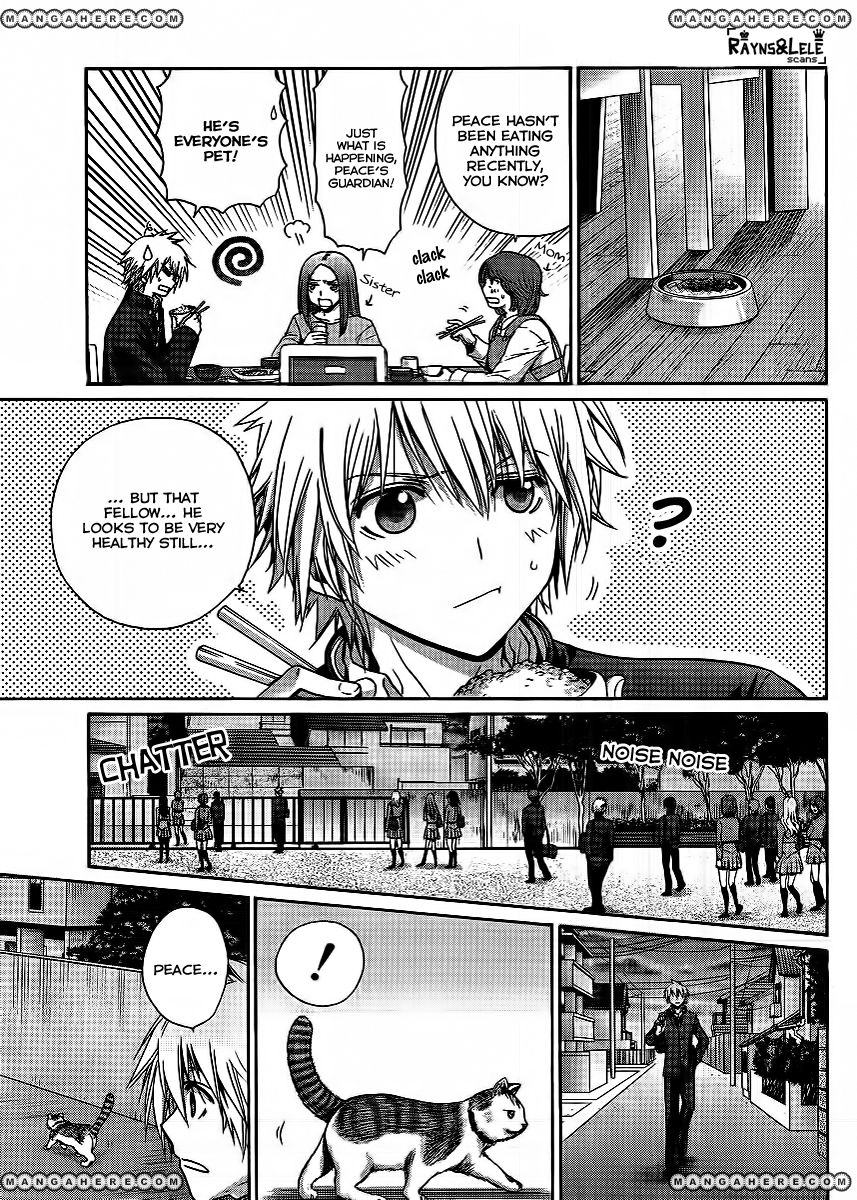 MANGAHERE.COM
MANGAHERE.COM
RAYNS&LELE
scans
PEACE HASN'T
BEEN EATING
ANYTHING
RECENTLY,
YOU KNOW?
JUST
WHAT IS
HAPPENING,
PEACE'S
GUARDIAN!
HE'S
EVERYONE'S
PET!
Mom
clack
clack
Sister
?
... BUT THAT
FELLOW... HE
LOOKS TO BE VERY
HEALTHY STILL...
NOISE NOISE
CHATTER
!
PEACE...
MANGAHERE.COM
MANGAHERE.COM